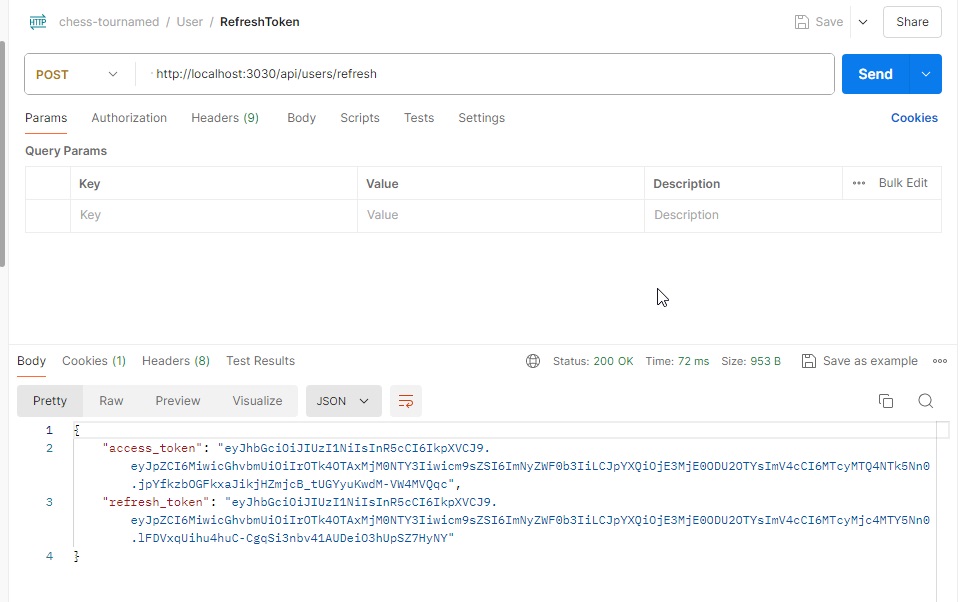 HTTP chess-tournamed / User / RefreshToken Save Share
POST http://localhost:3030/api/users/refresh Send
Params Authorization Headers (9) Body Scripts Tests Settings Cookies
Query Params
Key Value Description ••• Bulk Edit
Key Value Description
Body Cookies (1) Headers (8) Test Results Status: 200 OK Time: 72 ms Size: 953 B Save as example
Pretty Raw Preview Visualize JSON
1 {
2 "access_token": "eyJhbGciOiJIUzI1NiIsInR5cCI6IkpXVCJ9.
eyJpZCI6MiwicGhvbmUiOiIrOTk4OTAxMjM0NTY3Iiwicm9sZSI6ImNyZWF0b3IiLCJpYXQiOjE3MjE0ODU2OTYsImV4cCI6MTcyMTQ4NTk5Nn0
.jpYfkzbOGFkxaJikjHZmjcB_tUGYyuKwdM-VW4MVQqc",
3 "refresh_token": "eyJhbGciOiJIUzI1NiIsInR5cCI6IkpXVCJ9.
eyJpZCI6MiwicGhvbmUiOiIrOTk4OTAxMjM0NTY3Iiwicm9sZSI6ImNyZWF0b3IiLCJpYXQiOjE3MjE0ODU2OTYsImV4cCI6MTcyMjc4MTY5Nn0
.lFDVxqUihu4huC-CgqSi3nbv41AUDeiO3hUpSZ7HyNY"
4 }